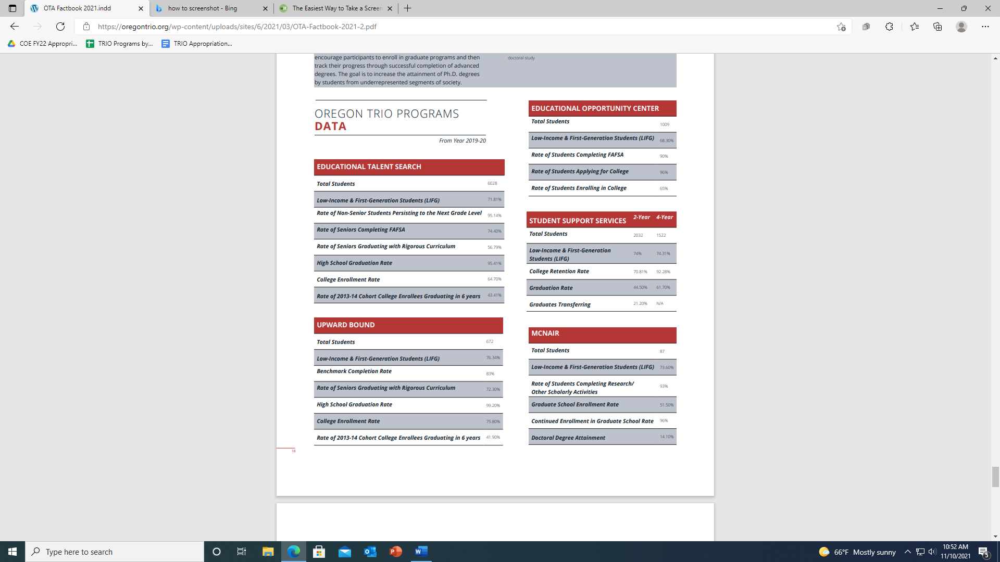 OTA Factbook 2021.indd
how to screenshot - Bing
The Easiest Way to Take a Screen
https://oregontrio.org/wp-content/uploads/sites/6/2021/03/OTA-Factbook-2021-2.pdf
COE FY22 Appropri...
TRIO Programs by...
TRIO Appropriation...
encourage participants to enroll in graduate programs and then
track their progress through successful completion of advanced
degrees. The goal is to increase the attainment of Ph.D. degrees
by students from underrepresented segments of society.
doctoral study
OREGON TRIO PROGRAMS
DATA
From Year 2019-20
EDUCATIONAL TALENT SEARCH
Total Students 6028
Low-Income & First-Generation Students (LIFG) 71.81%
Rate of Non-Senior Students Persisting to the Next Grade Level 95.14%
Rate of Seniors Completing FAFSA 74.40%
Rate of Seniors Graduating with Rigorous Curriculum 56.79%
High School Graduation Rate 95.41%
College Enrollment Rate 64.70%
Rate of 2013-14 Cohort College Enrollees Graduating in 6 years 43.41%
UPWARD BOUND
Total Students 672
Low-Income & First-Generation Students (LIFG) 76.34%
Benchmark Completion Rate 83%
Rate of Seniors Graduating with Rigorous Curriculum 72.30%
High School Graduation Rate 99.20%
College Enrollment Rate 75.80%
Rate of 2013-14 Cohort College Enrollees Graduating in 6 years 41.90%
18
EDUCATIONAL OPPORTUNITY CENTER
Total Students 1009
Low-Income & First-Generation Students (LIFG) 68.30%
Rate of Students Completing FAFSA 90%
Rate of Students Applying for College 96%
Rate of Students Enrolling in College 65%
STUDENT SUPPORT SERVICES 2-Year 4-Year
Total Students 2032 1522
Low-Income & First-Generation
Students (LIFG) 74% 74.31%
College Retention Rate 70.81% 92.28%
Graduation Rate 44.50% 61.70%
Graduates Transferring 21.20% N/A
MCNAIR
Total Students 87
Low-Income & First-Generation Students (LIFG) 73.60%
Rate of Students Completing Research/
Other Scholarly Activities 93%
Graduate School Enrollment Rate 51.50%
Continued Enrollment in Graduate School Rate 96%
Doctoral Degree Attainment 14.10%
Type here to search
66°F Mostly sunny
10:52 AM
11/10/2021
5